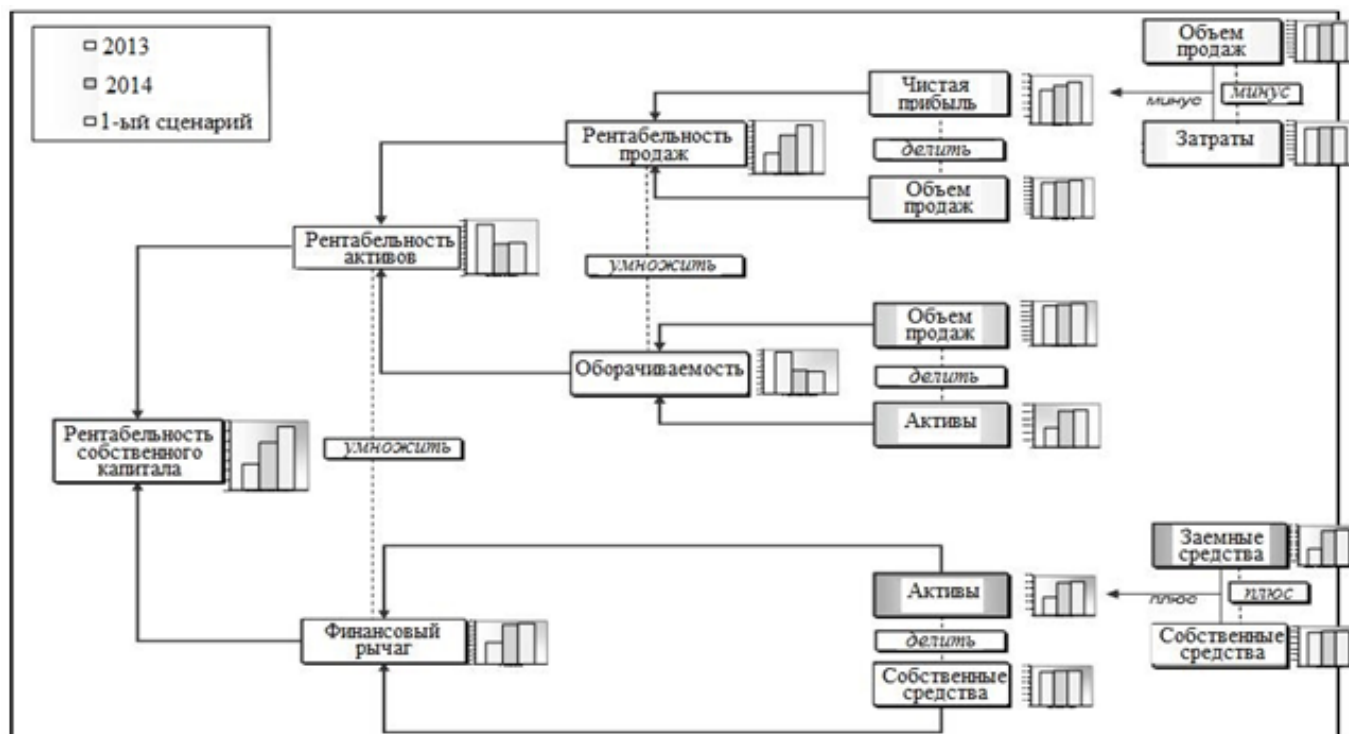 2013
2014
1-ый сценарий
Объем
продаж
минус
минус
Затраты
Чистая
прибыль
делить
Объем
продаж
Рентабельность
продаж
умножить
Рентабельность
активов
Объем
продаж
делить
Активы
Оборачиваемость
умножить
Рентабельность
собственного
капитала
Заемные
средства
плюс
плюс
Собственные
средства
Активы
делить
Собственные
средства
Финансовый
рычаг